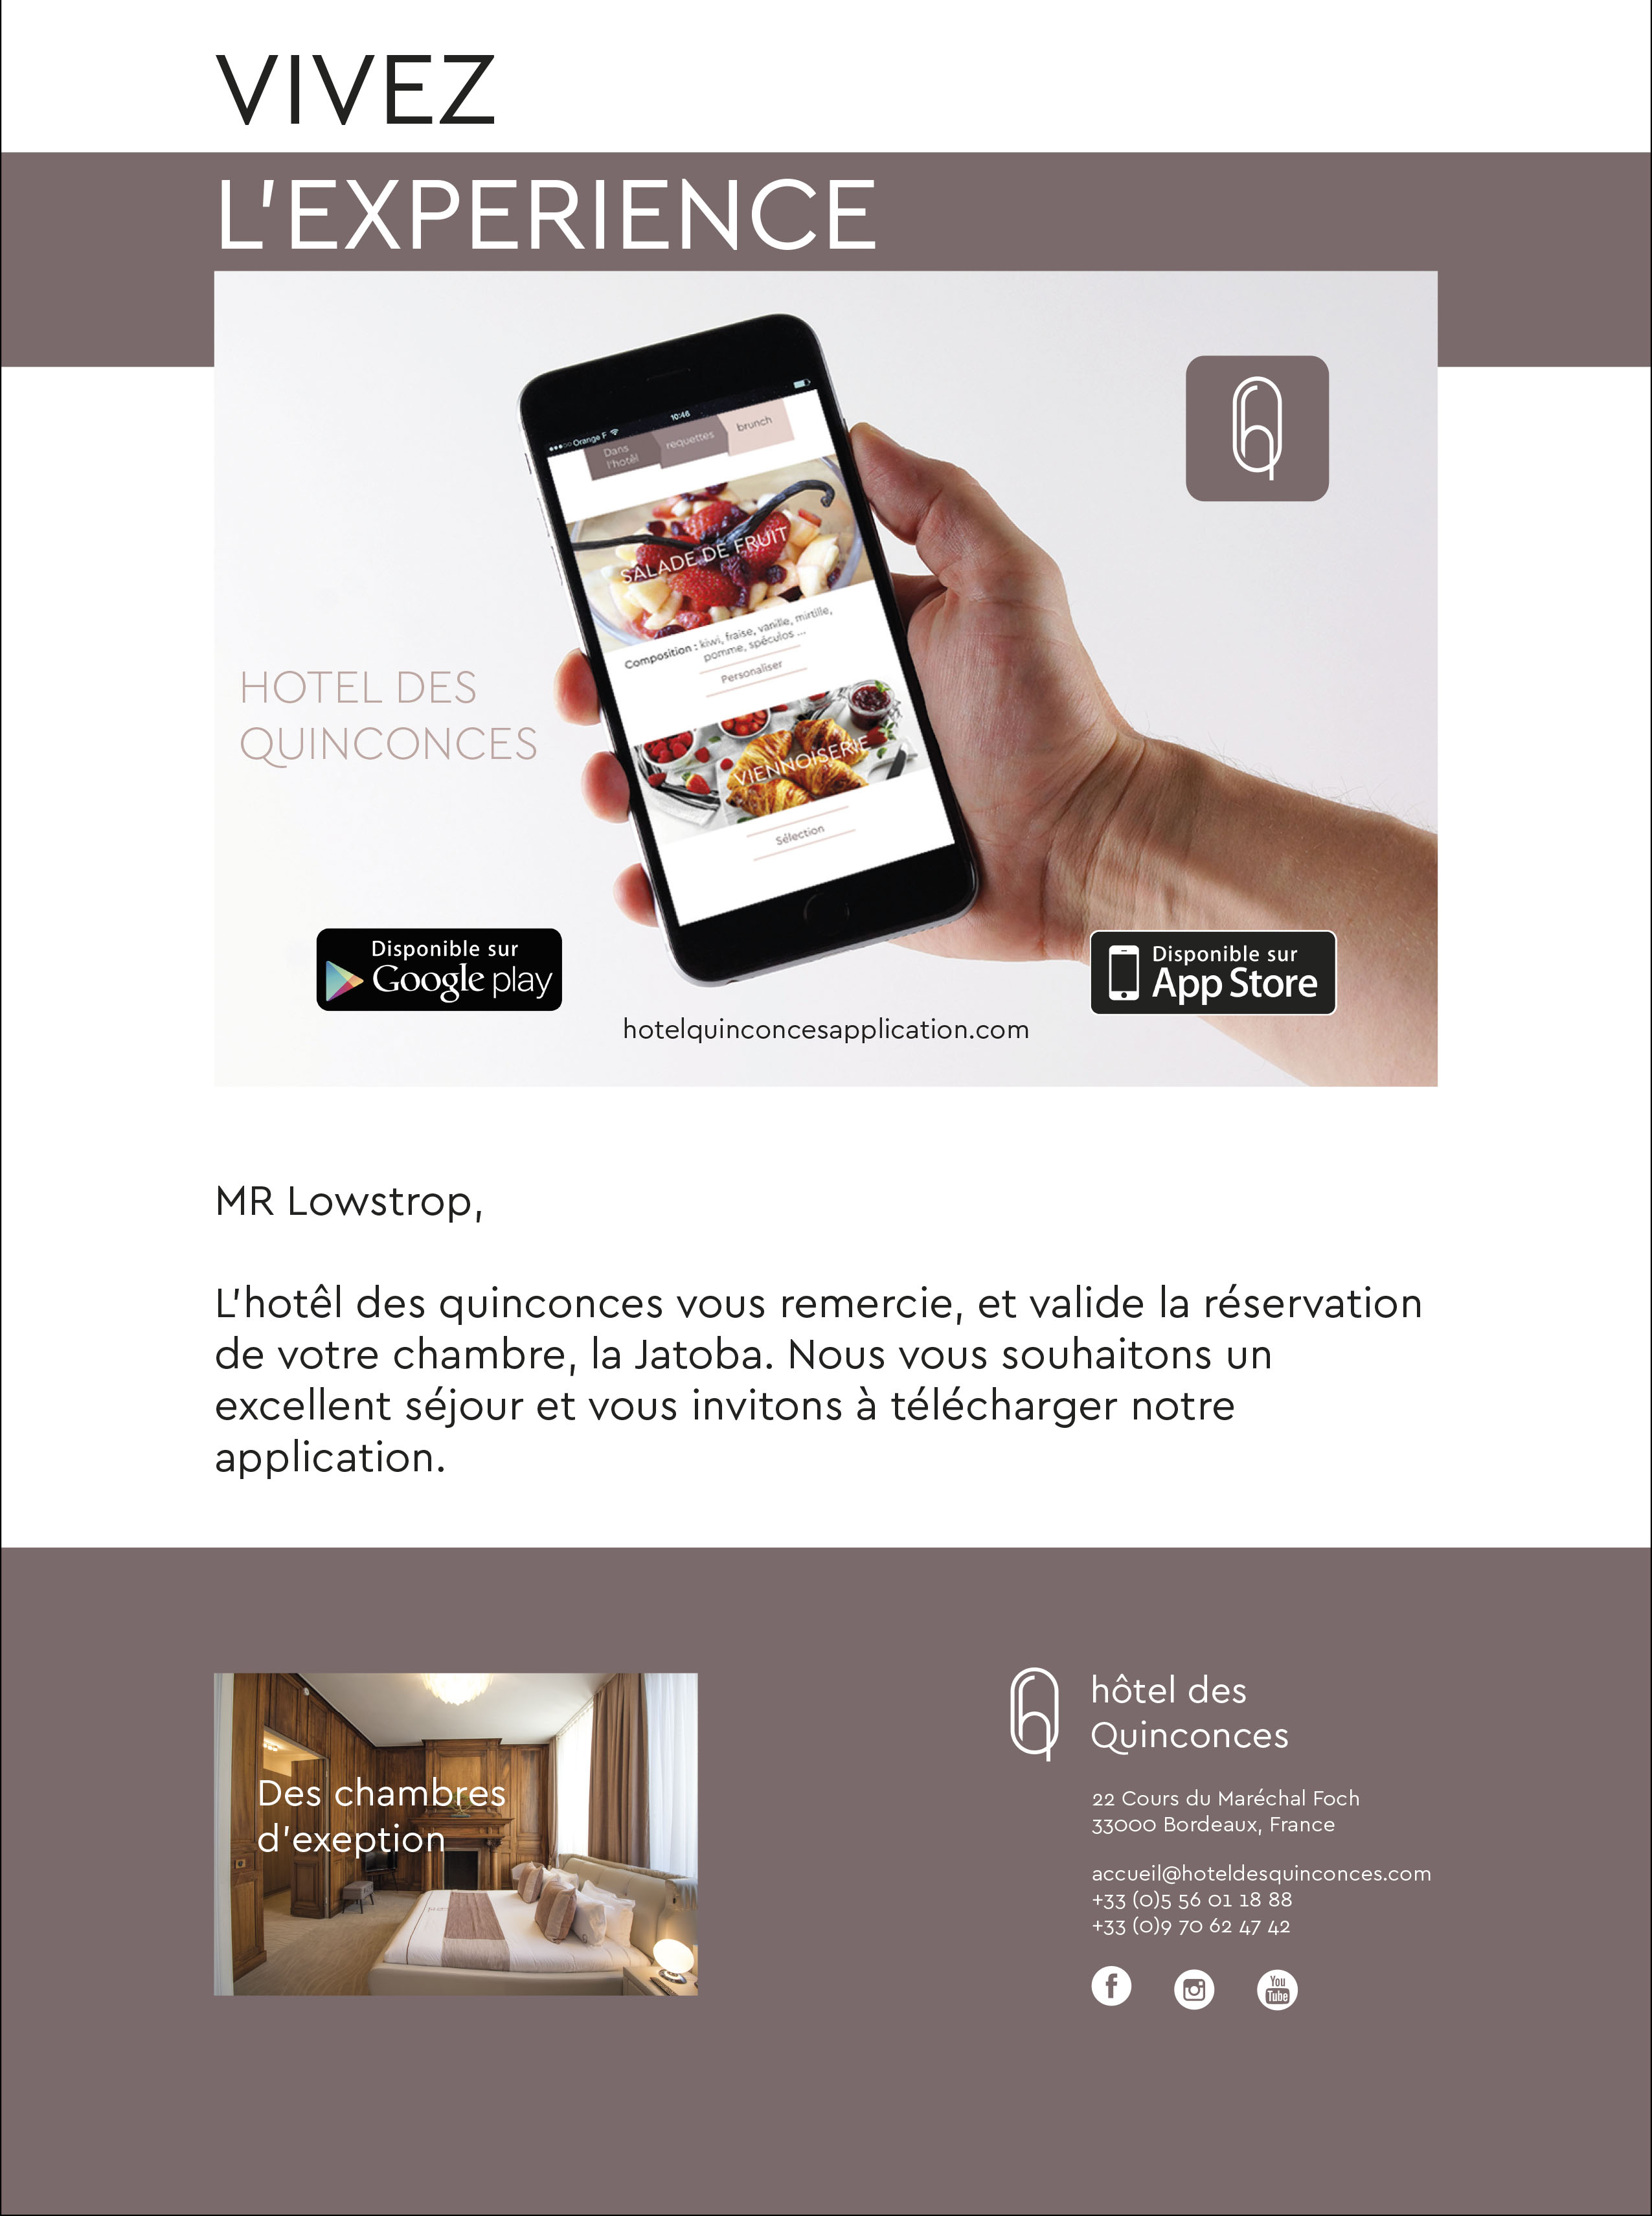 VIVEZ
L'EXPERIENCE
●●●○○ Orange F
10:46
Dans
l'hotêl
requettes
brunch
SALADE DE FRUIT
Composition : kiwi, fraise, vanille, mirtille,
pomme, spéculos ...
Personaliser
VIENNOISERIE
Sélection
HOTEL DES
QUINCONCES
Disponible sur
Google play
Disponible sur
App Store
hotelquinconcesapplication.com
MR Lowstrop,
L'hotêl des quinconces vous remercie, et valide la réservation
de votre chambre, la Jatoba. Nous vous souhaitons un
excellent séjour et vous invitons à télécharger notre
application.
Des chambres
d'exeption
hôtel des
Quinconces
22 Cours du Maréchal Foch
33000 Bordeaux, France
accueil@hoteldesquinconces.com
+33 (0)5 56 01 18 88
+33 (0)9 70 62 47 42
f
You
Tube